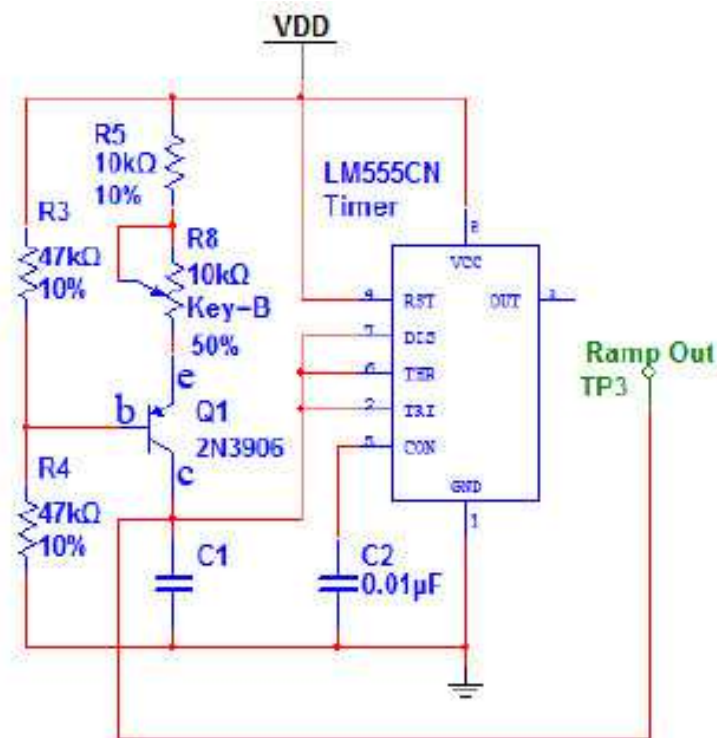 VDD
R5
10kΩ
10%
LM555CN
Timer
R3
47kΩ
10%
R8
10kΩ
Key-B
50%
8
VCC
4
RST
OUT
3
7
DIS
6
THR
2
TRI
5
CON
GND
1
Ramp Out
TP3
e
b
Q1
2N3906
c
R4
47kΩ
10%
C1
C2
0.01µF